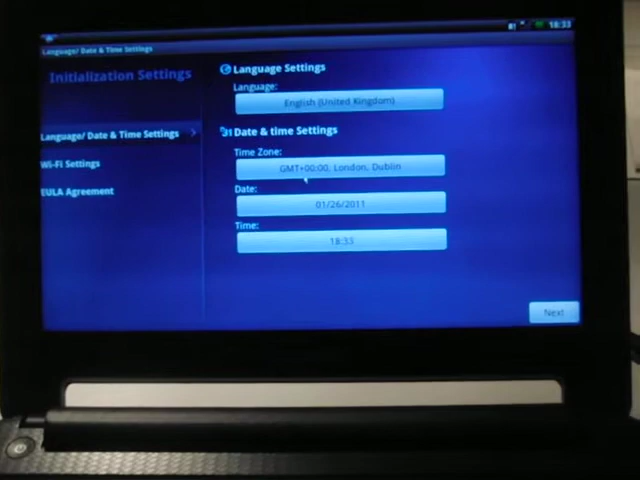 18:33
Language/ Date & Time Settings
Initialization Settings
Language Settings
Language:
English (United Kingdom)
Language/ Date & Time Settings
31 Date & time Settings
Time Zone:
GMT+00:00, London, Dublin
Wi-Fi Settings
Date:
EULA Agreement
01/26/2011
Time:
18:33
Next